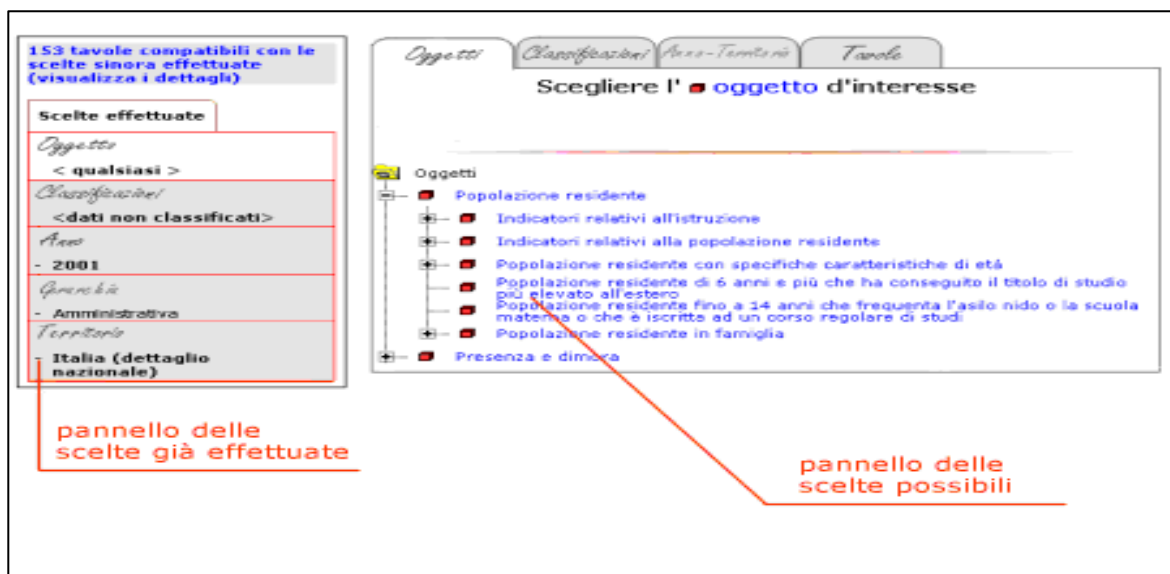 153 tavole compatibili con le
scelte sinora effettuate
(visualizza i dettagli)
Scelte effettuate
Oggetto
< qualsiasi >
Classificazioni
<dati non classificati>
Anno
- 2001
Gerarchia
- Amministrativa
Territorio
- Italia (dettaglio
nazionale)
pannello delle
scelte già effettuate
Oggetti
Classificazioni
Anno-Territorio
Tavole
Scegliere l' oggetto d'interesse
Oggetti
Popolazione residente
Indicatori relativi all'istruzione
Indicatori relativi alla popolazione residente
Popolazione residente con specifiche caratteristiche di età
Popolazione residente di 6 anni e più che ha conseguito il titolo di studio
più elevato all'estero
Popolazione residente fino a 14 anni che frequenta l'asilo nido o la scuola
materna o che è iscritta ad un corso regolare di studi
Popolazione residente in famiglia
Presenza e dimora
pannello delle
scelte possibili